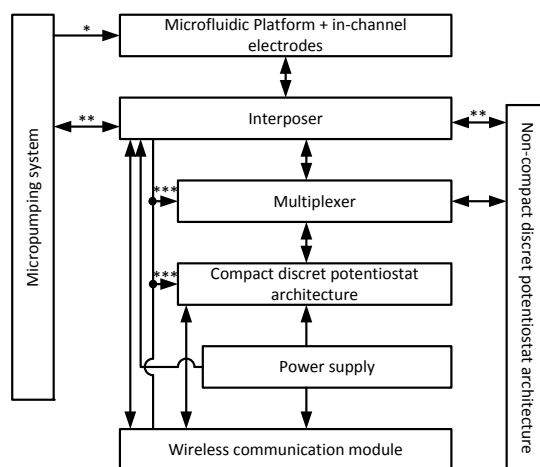 *
Microfluidic Platform + in-channel
electrodes
**
Interposer
**
Micropumping system
***
Multiplexer
Non-compact discret potentiostat
architecture
***
Compact discret potentiostat
architecture
Power supply
Wireless communication module